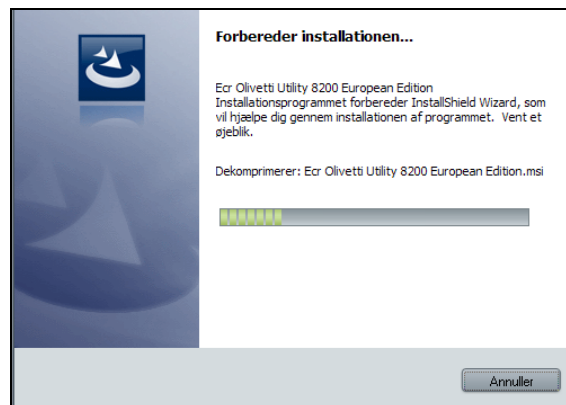 Forbereder installationen...
Ecr Olivetti Utility 8200 European Edition
Installationsprogrammet forbereder InstallShield Wizard, som
vil hjælpe dig gennem installationen af programmet. Vent et
øjeblik.
Dekomprimerer: Ecr Olivetti Utility 8200 European Edition.msi
Annuller